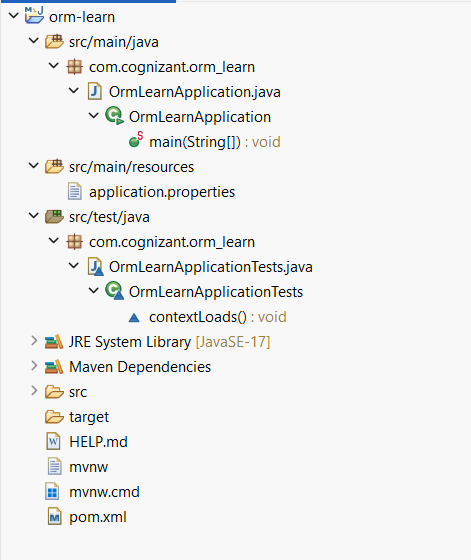 orm-learn
src/main/java
com.cognizant.orm_learn
OrmLearnApplication.java
OrmLearnApplication
main(String[]) : void
src/main/resources
application.properties
src/test/java
com.cognizant.orm_learn
OrmLearnApplicationTests.java
OrmLearnApplicationTests
contextLoads() : void
JRE System Library [JavaSE-17]
Maven Dependencies
src
target
HELP.md
mvnw
mvnw.cmd
pom.xml